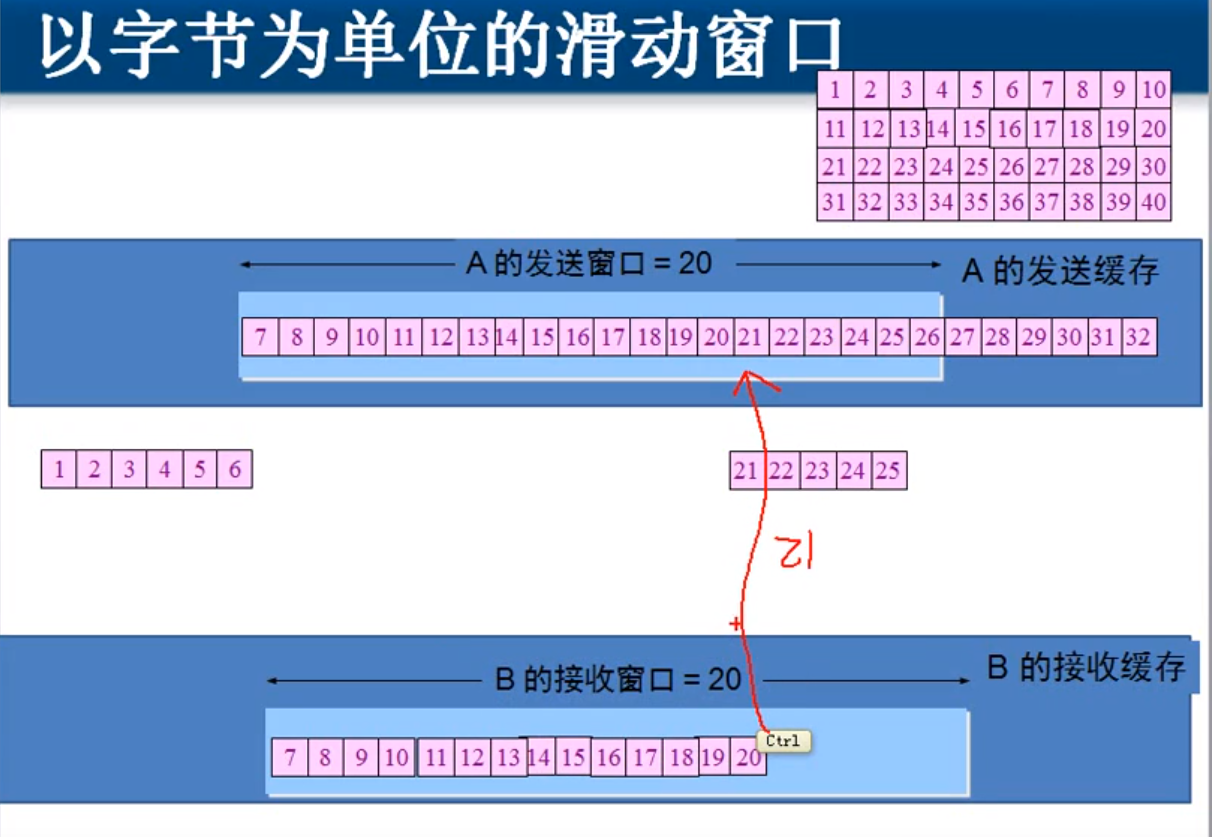 以字节为单位的滑动窗口
1 2 3 4 5 6 7 8 9 10
11 12 13 14 15 16 17 18 19 20
21 22 23 24 25 26 27 28 29 30
31 32 33 34 35 36 37 38 39 40
A 的发送窗口 = 20
A 的发送缓存
7 8 9 10 11 12 13 14 15 16 17 18 19 20 21 22 23 24 25 26 27 28 29 30 31 32
1 2 3 4 5 6
21 22 23 24 25
21
B 的接收窗口 = 20
B 的接收缓存
Ctrl
7 8 9 10 11 12 13 14 15 16 17 18 19 20